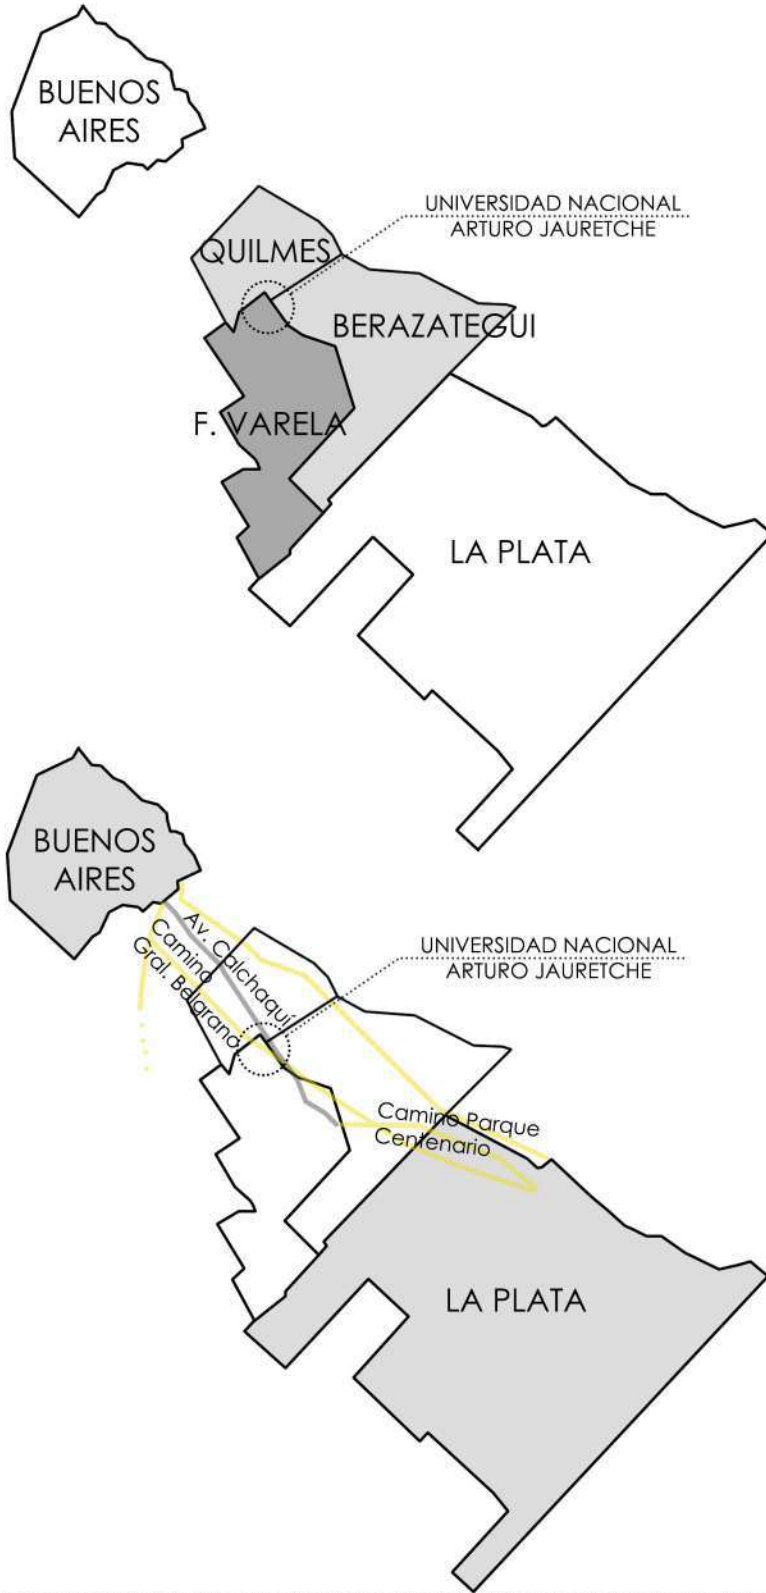 BUENOS
AIRES
UNIVERSIDAD NACIONAL
ARTURO JAURETCHE
QUILMES
BERAZATEGUI
F. VARELA
LA PLATA
BUENOS
AIRES
Av. Calchaquí
Camino
Gral. Belgrano
UNIVERSIDAD NACIONAL
ARTURO JAURETCHE
Camino Parque
Centenario
LA PLATA